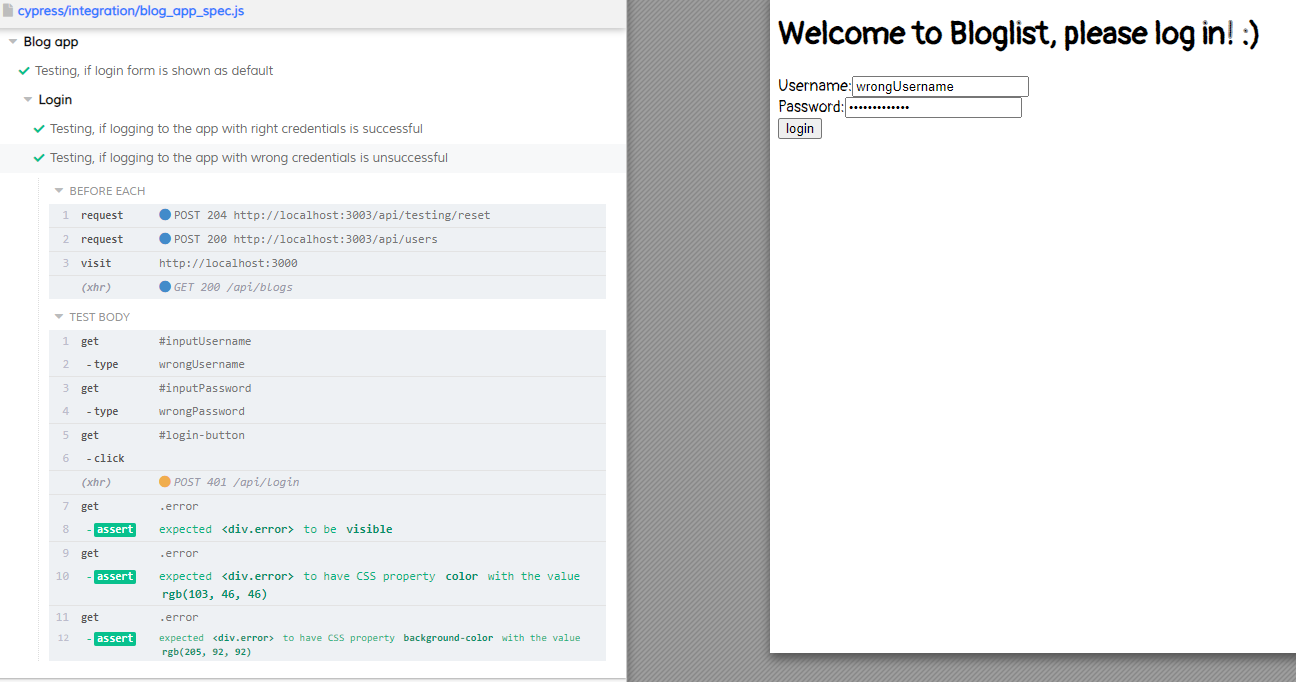 cypress/integration/blog_app_spec.js
Blog app
Testing, if login form is shown as default
Login
Testing, if logging to the app with right credentials is successful
Testing, if logging to the app with wrong credentials is unsuccessful
BEFORE EACH
1 request POST 204 http://localhost:3003/api/testing/reset
2 request POST 200 http://localhost:3003/api/users
3 visit http://localhost:3000
(xhr) GET 200 /api/blogs
TEST BODY
1 get #inputUsername
2 -type wrongUsername
3 get #inputPassword
4 -type wrongPassword
5 get #login-button
6 -click
(xhr) POST 401 /api/login
7 get .error
8 -assert expected <div.error> to be visible
9 get .error
10 -assert expected <div.error> to have CSS property color with the value
rgb(103, 46, 46)
11 get .error
12 -assert expected <div.error> to have CSS property background-color with the value
rgb(205, 92, 92)
Welcome to Bloglist, please log in! :)
Username: wrongUsername
Password: •••••••••••••
login